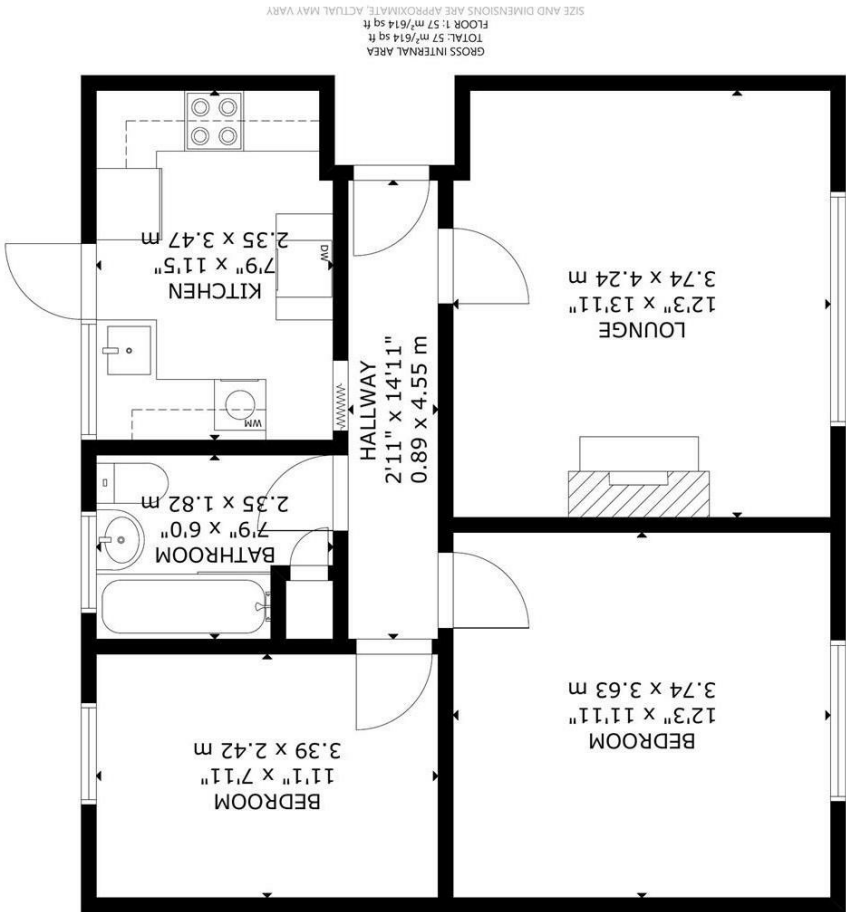 BEDROOM
11'1" x 7'11"
3.39 x 2.42 m
BEDROOM
12'3" x 11'11"
3.74 x 3.63 m
BATHROOM
7'9" x 6'0"
2.35 x 1.82 m
HALLWAY
2'11" x 14'11"
0.89 x 4.55 m
LOUNGE
12'3" x 13'11"
3.74 x 4.24 m
WM
KITCHEN
7'9" x 11'5"
2.35 x 3.47 m
DW
GROSS INTERNAL AREA
TOTAL: 57 m²/614 sq ft
FLOOR 1: 57 m²/614 sq ft
SIZE AND DIMENSIONS ARE APPROXIMATE, ACTUAL MAY VARY